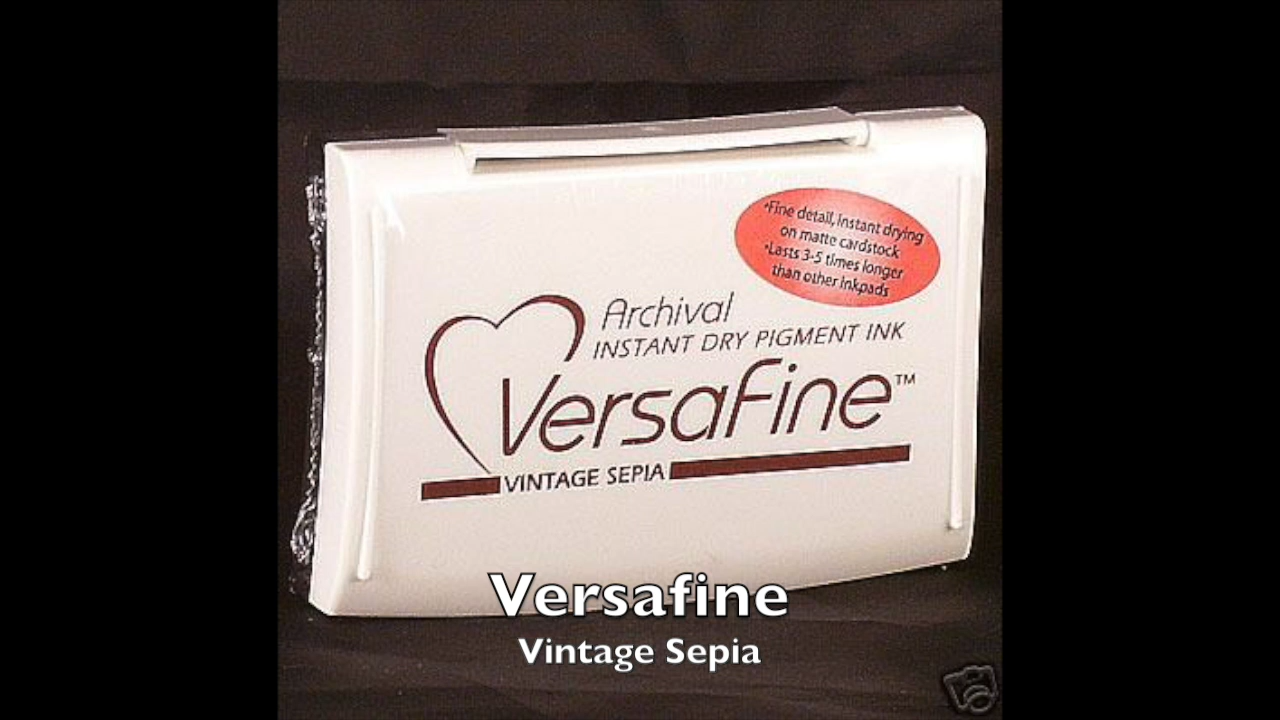 •Fine detail, instant drying
on matte cardstock
•Lasts 3-5 times longer
than other inkpads
Archival
INSTANT DRY PIGMENT INK
VersaFine™
VINTAGE SEPIA
Versafine
Vintage Sepia